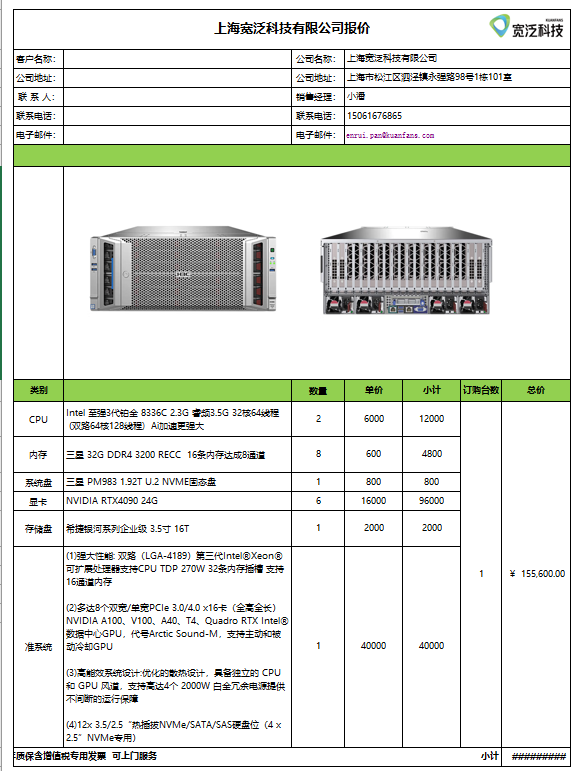 上海宽泛科技有限公司报价
KUANFANS
宽泛科技
客户名称： 公司名称： 上海宽泛科技有限公司
公司地址： 公司地址： 上海市松江区泗泾镇永强路98号1栋101室
联 系 人： 销售经理： 小潘
联系电话： 联系电话： 15061676865
电子邮件： 电子邮件： enrui.pan@kuanfans.com
H3C
类别 数量 单价 小计 订购台数 总价
CPU
Intel 至强3代铂金 8336C 2.3G 睿频3.5G 32核64线程
（双路64核128线程）AI加速更强大
2 6000 12000
内存 三星 32G DDR4 3200 RECC 16条内存达成8通道 8 600 4800
系统盘 三星 PM983 1.92T U.2 NVME固态盘 1 800 800
显卡 NVIDIA RTX4090 24G 6 16000 96000
存储盘 希捷银河系列企业级 3.5寸 16T 1 2000 2000
准系统
(1)强大性能: 双路（LGA-4189）第三代Intel®Xeon®
可扩展处理器支持CPU TDP 270W 32条内存插槽 支持
16通道内存
(2)多达8个双宽/单宽PCIe 3.0/4.0 x16卡（全高全长）
NVIDIA A100、V100、A40、T4、Quadro RTX Intel®
数据中心GPU，代号Arctic Sound-M，支持主动和被
动冷却GPU
(3)高能效系统设计:优化的散热设计，具备独立的 CPU
和 GPU 风道，支持高达4个 2000W 白金冗余电源提供
不间断的运行保障
(4)12x 3.5/2.5“热插拔NVMe/SATA/SAS硬盘位（4 x
2.5”NVMe专用）
1 40000 40000
1 ￥ 155,600.00
质保含增值税专用发票 可上门服务 小计 #########